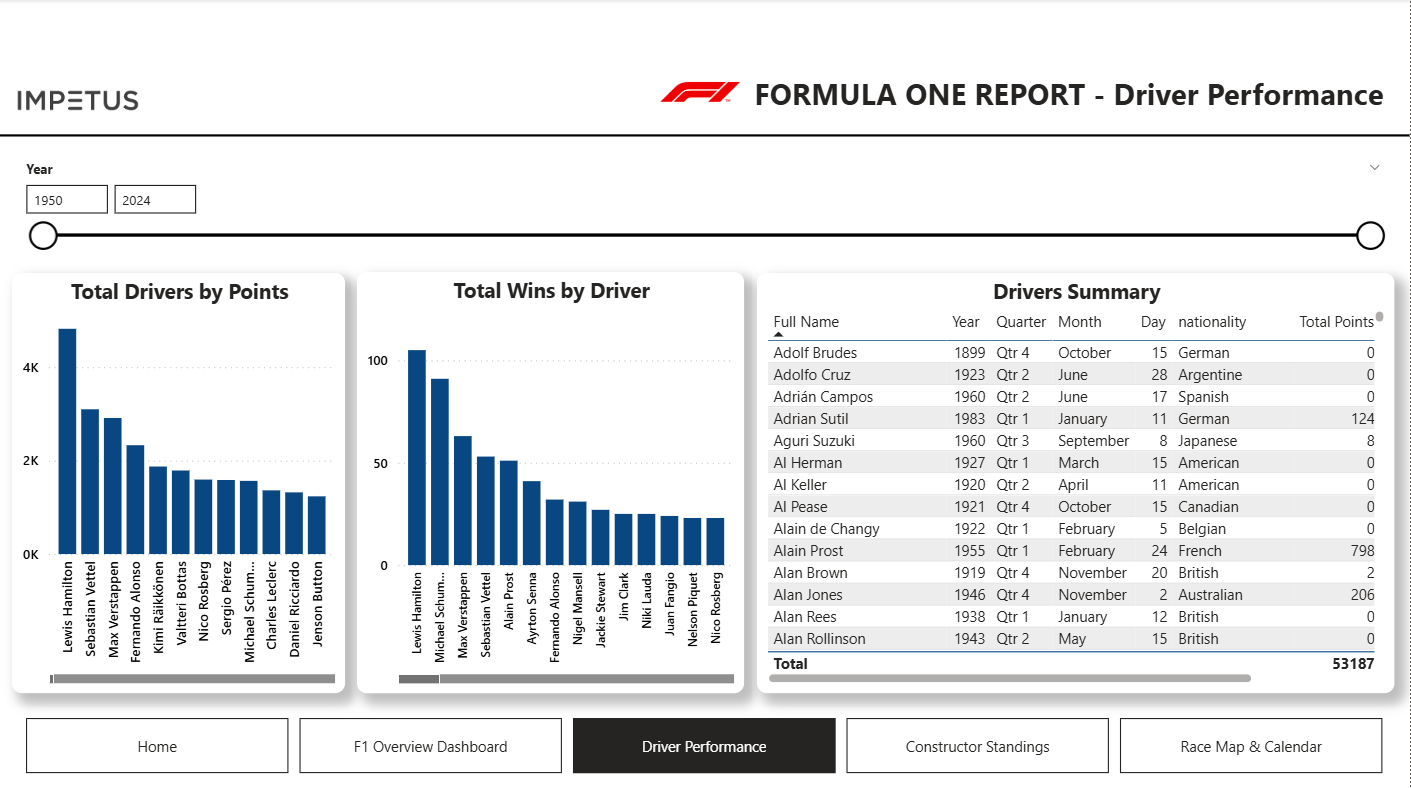 IMPETUS
FORMULA ONE REPORT - Driver Performance
Year
1950 2024
Total Drivers by Points
4K
2K
0K
Lewis Hamilton
Sebastian Vettel
Max Verstappen
Fernando Alonso
Kimi Räikkönen
Valtteri Bottas
Nico Rosberg
Sergio Pérez
Michael Schum...
Charles Leclerc
Daniel Ricciardo
Jenson Button
Total Wins by Driver
100
50
0
Lewis Hamilton
Michael Schum...
Max Verstappen
Sebastian Vettel
Alain Prost
Ayrton Senna
Fernando Alonso
Nigel Mansell
Jackie Stewart
Jim Clark
Niki Lauda
Juan Fangio
Nelson Piquet
Nico Rosberg
Drivers Summary
Full Name Year Quarter Month Day nationality Total Points
Adolf Brudes 1899 Qtr 4 October 15 German 0
Adolfo Cruz 1923 Qtr 2 June 28 Argentine 0
Adrián Campos 1960 Qtr 2 June 17 Spanish 0
Adrian Sutil 1983 Qtr 1 January 11 German 124
Aguri Suzuki 1960 Qtr 3 September 8 Japanese 8
Al Herman 1927 Qtr 1 March 15 American 0
Al Keller 1920 Qtr 2 April 11 American 0
Al Pease 1921 Qtr 4 October 15 Canadian 0
Alain de Changy 1922 Qtr 1 February 5 Belgian 0
Alain Prost 1955 Qtr 1 February 24 French 798
Alan Brown 1919 Qtr 4 November 20 British 2
Alan Jones 1946 Qtr 4 November 2 Australian 206
Alan Rees 1938 Qtr 1 January 12 British 0
Alan Rollinson 1943 Qtr 2 May 15 British 0
Total 53187
Home
F1 Overview Dashboard
Driver Performance
Constructor Standings
Race Map & Calendar